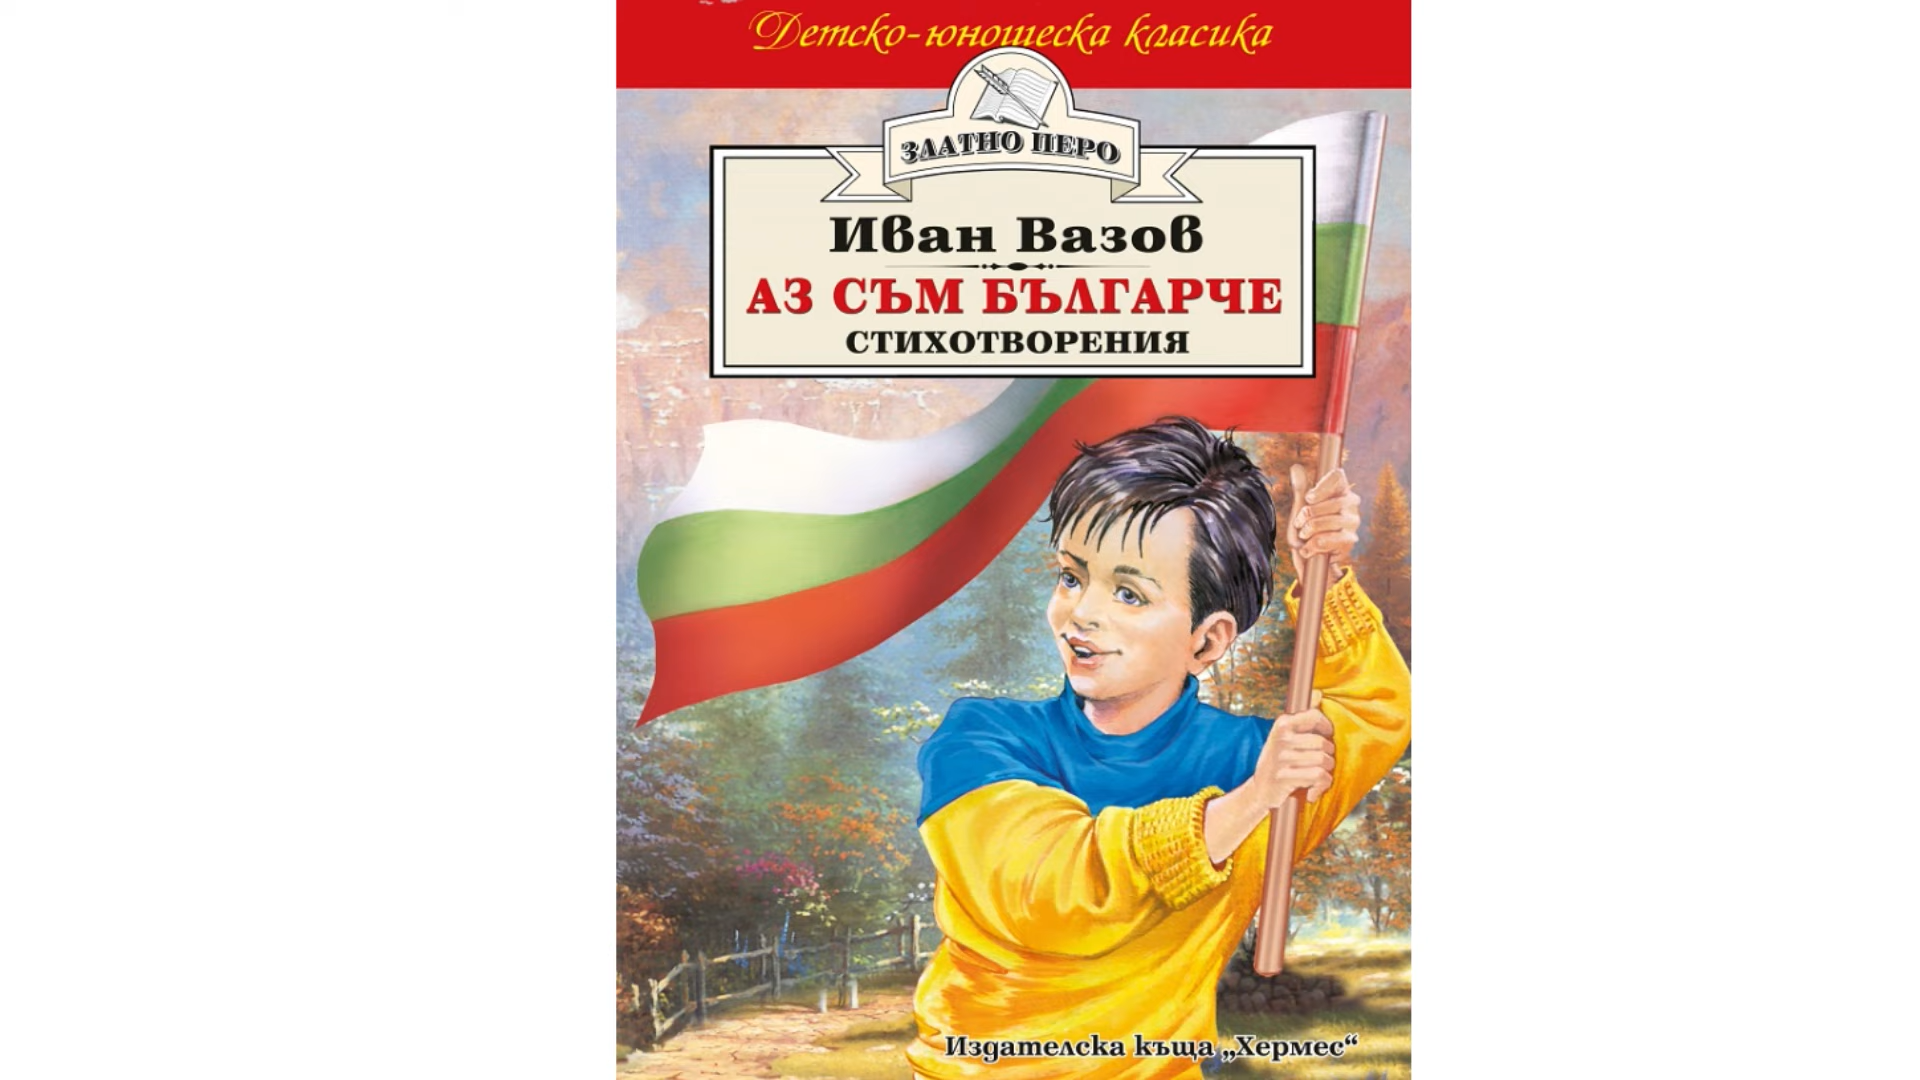 Детско-юношеска класика
ЗЛАТНО ПЕРО
Иван Вазов
АЗ СЪМ БЪЛГАРЧЕ
СТИХОТВОРЕНИЯ
Издателска къща „Хермес“